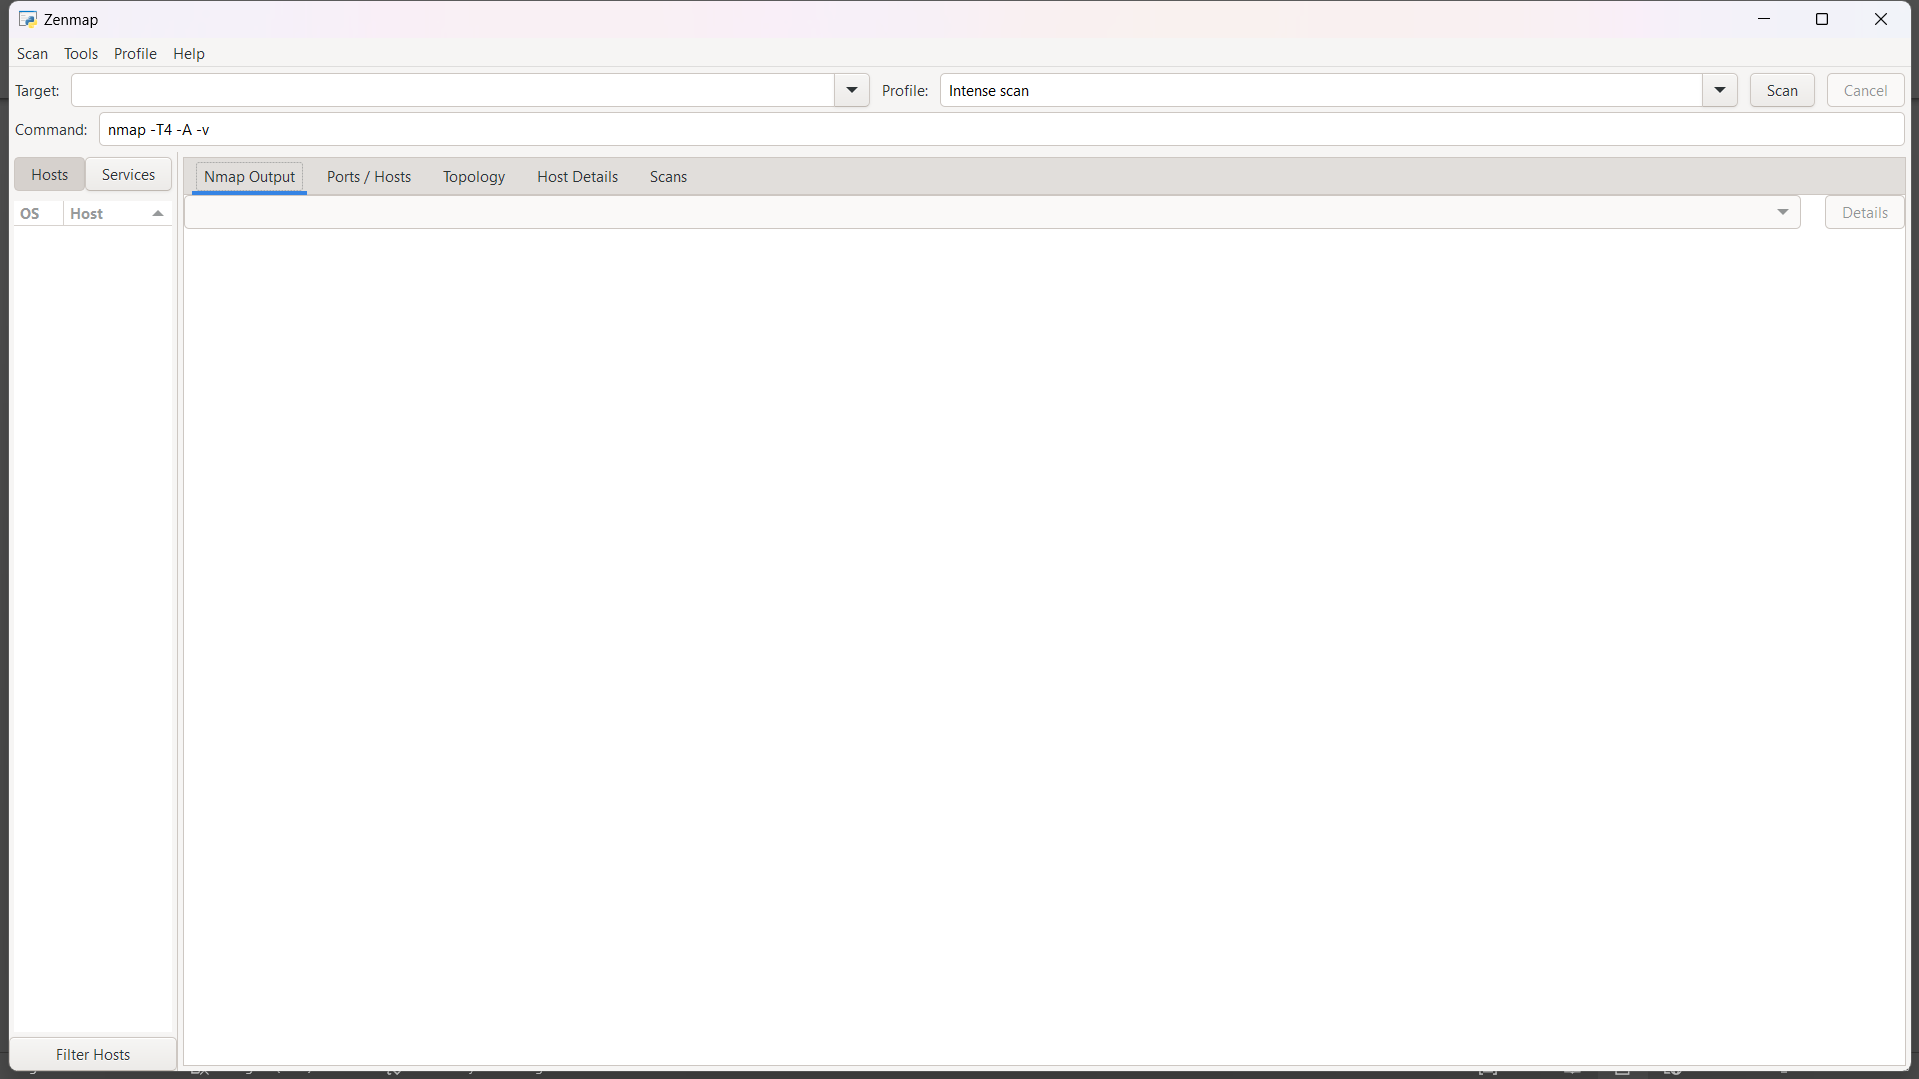 Zenmap
Scan Tools Profile Help
Target: Profile: Intense scan Scan Cancel
Command: nmap -T4 -A -v
Hosts Services Nmap Output Ports / Hosts Topology Host Details Scans
OS Host Details
Filter Hosts